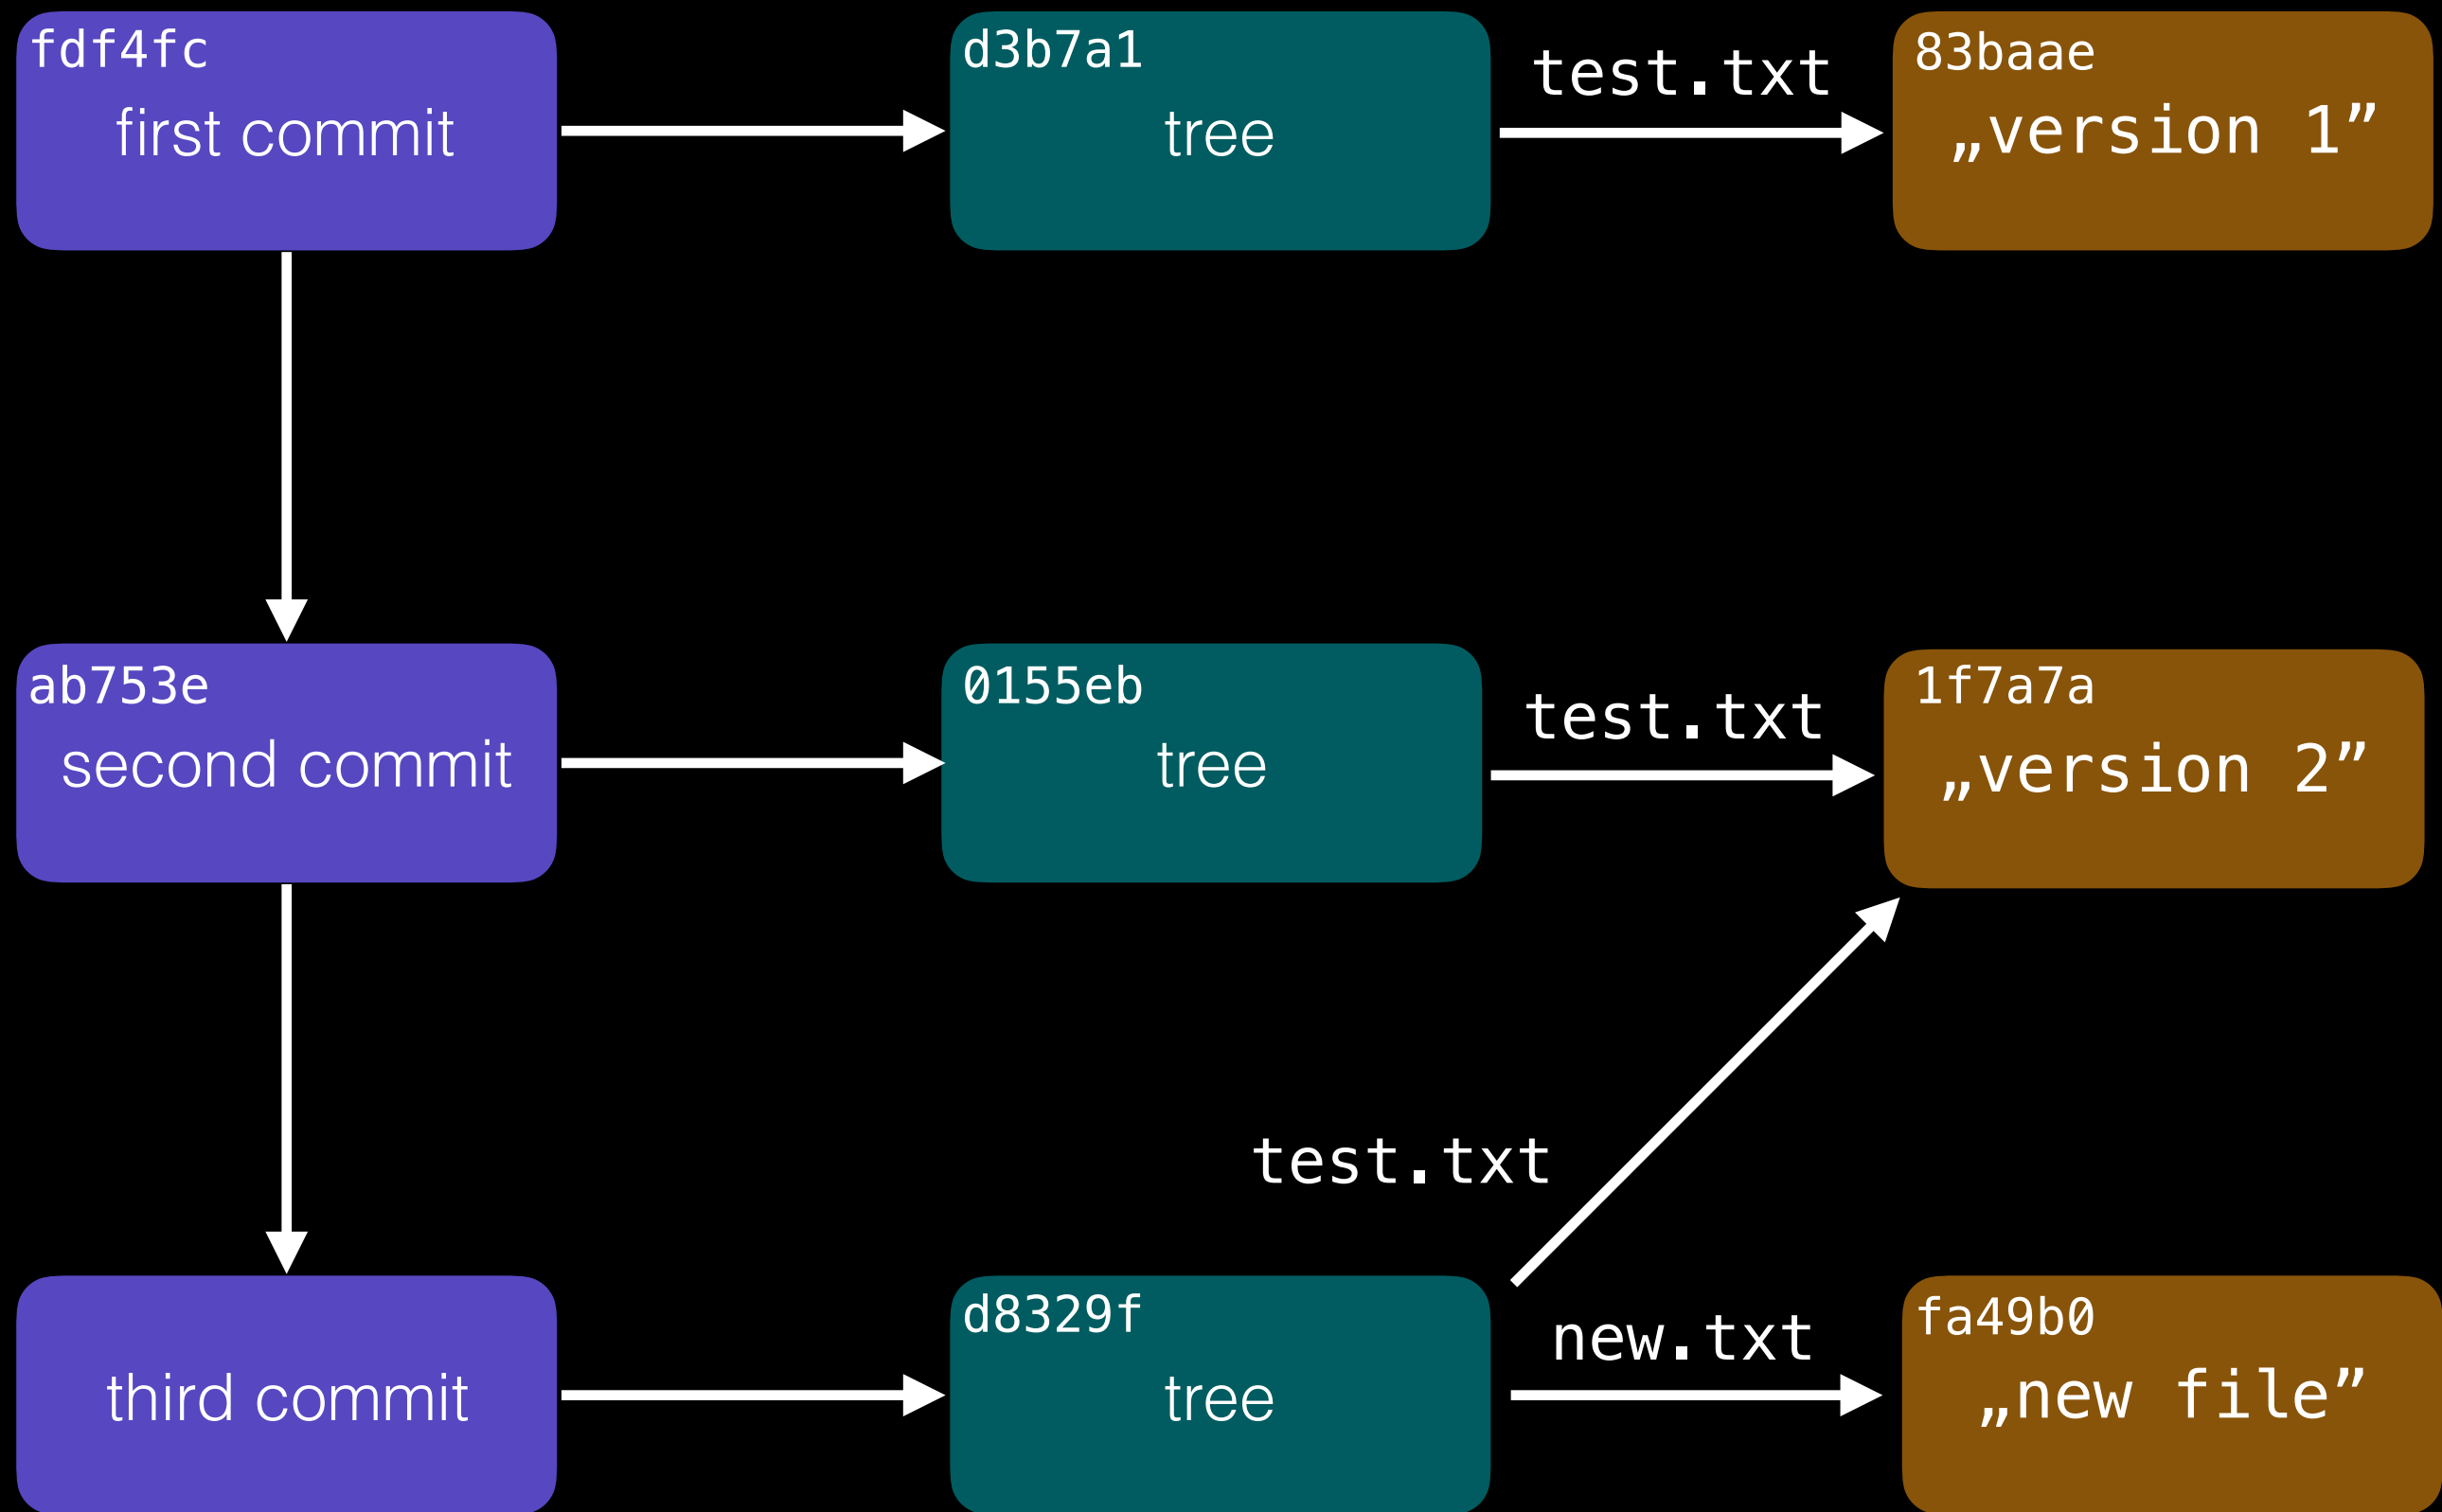 fdf4fc
first commit
d3b7a1
tree
test.txt
83baae
„version 1”
ab753e
second commit
0155eb
tree
test.txt
1f7a7a
„version 2”
test.txt
third commit
d8329f
tree
new.txt
fa49b0
„new file”